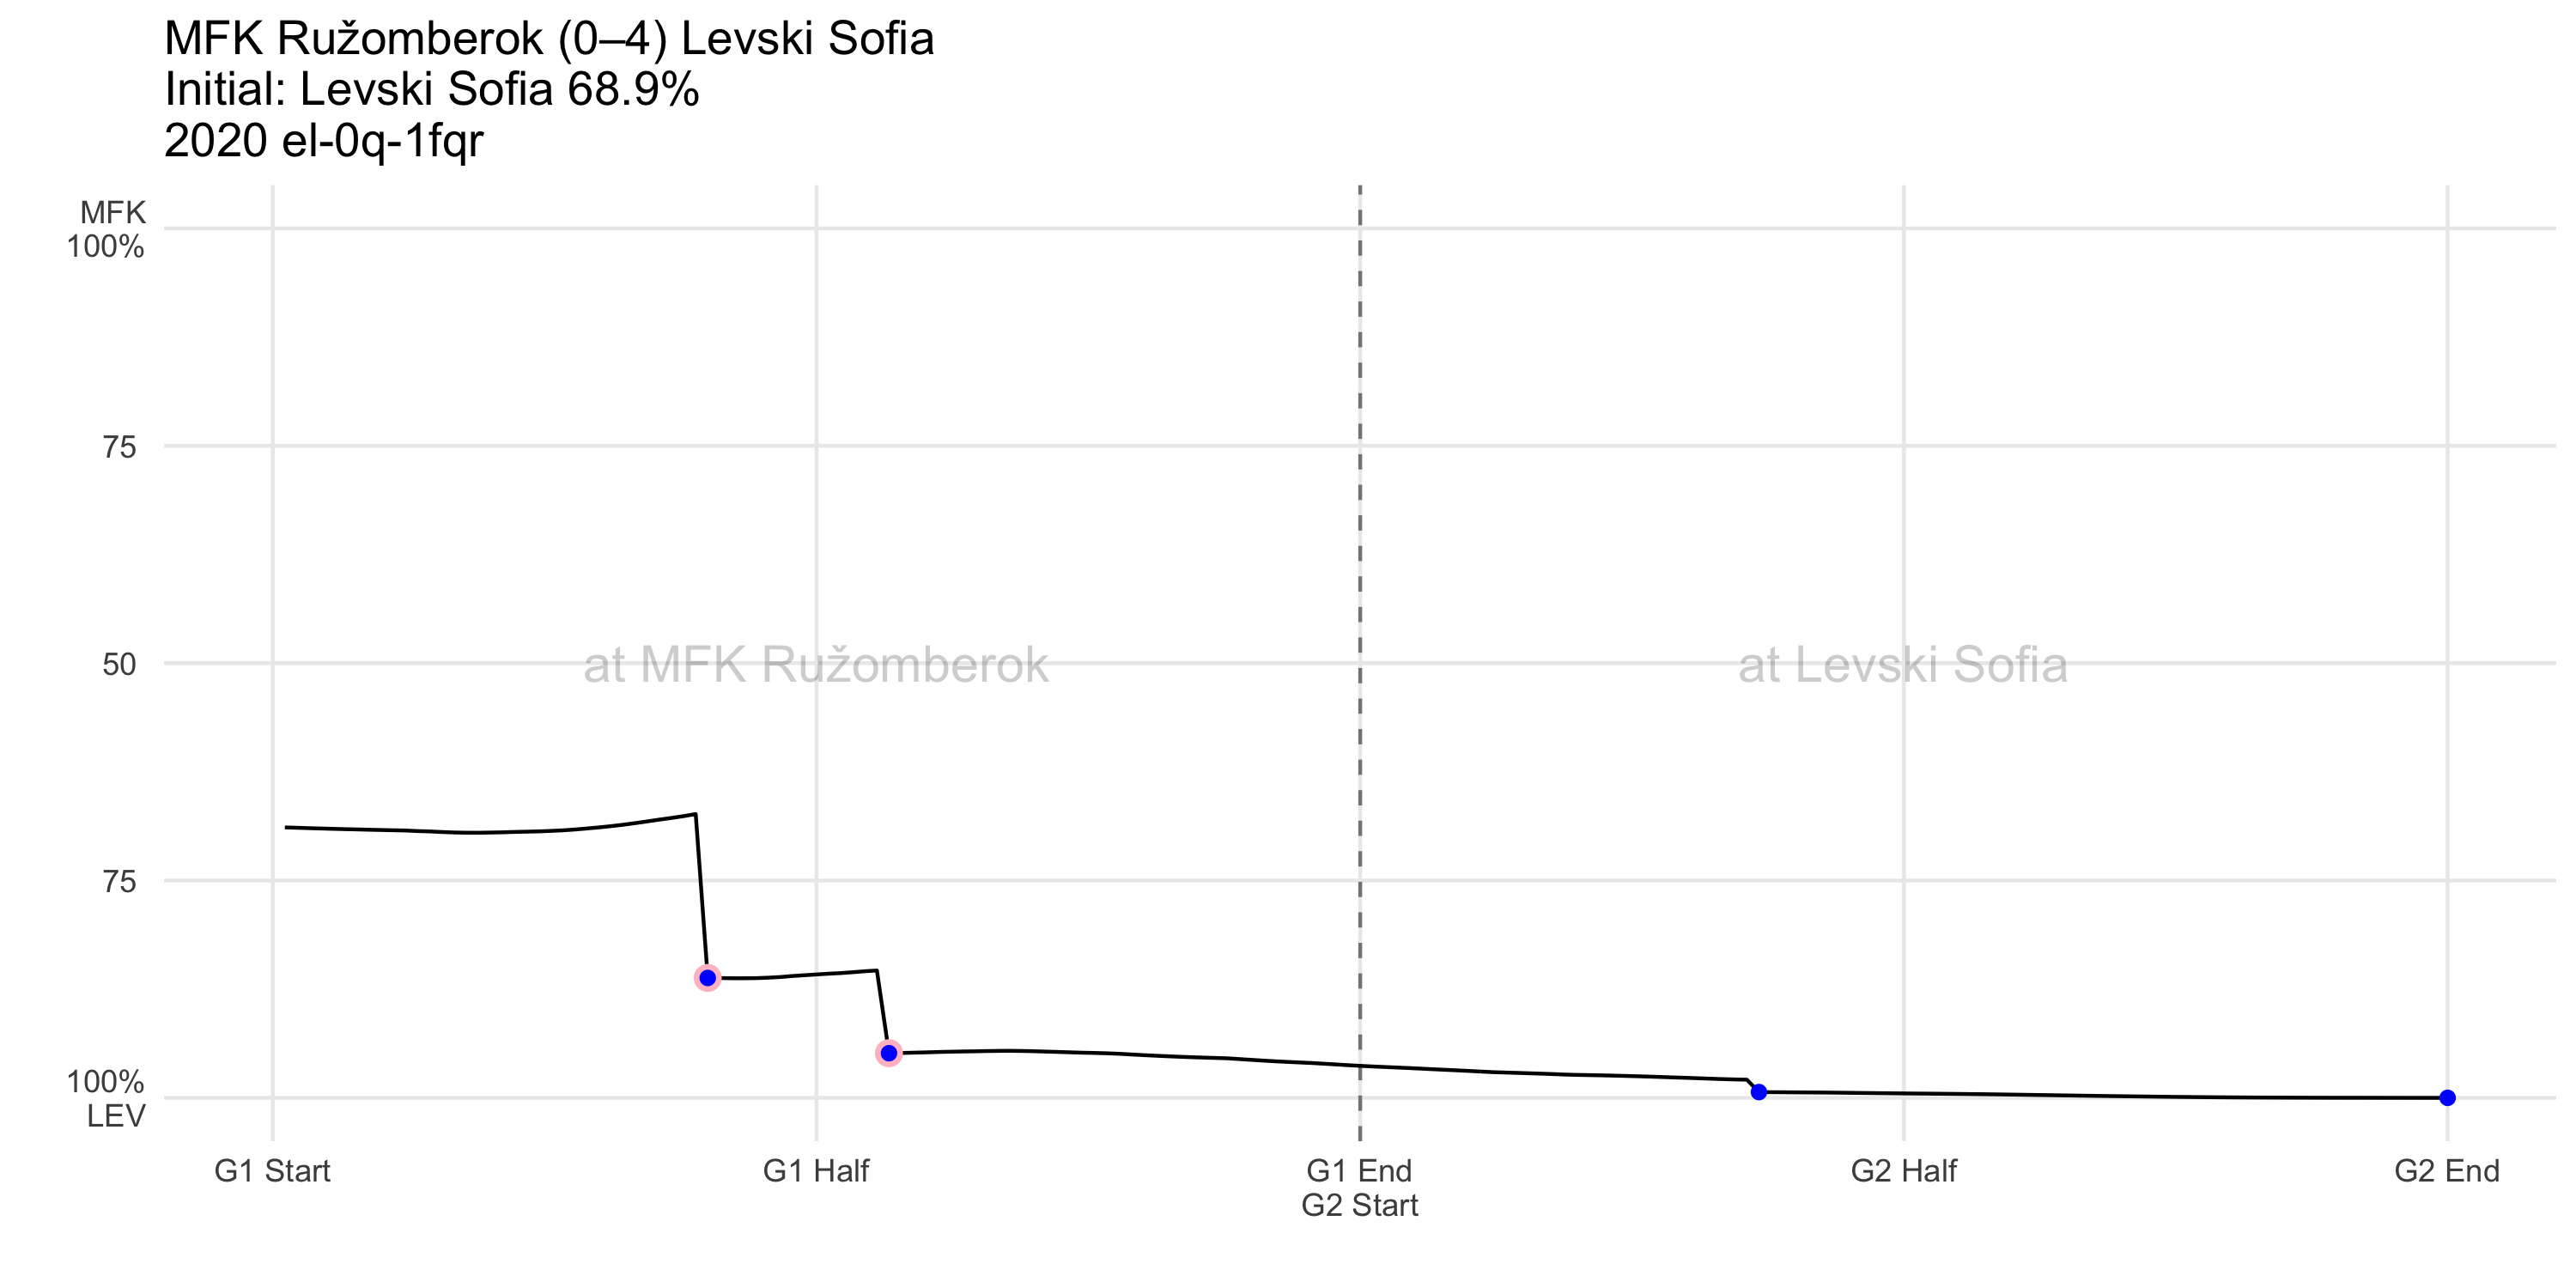 MFK Ružomberok (0–4) Levski Sofia
Initial: Levski Sofia 68.9%
2020 el-0q-1fqr
MFK
100%
75
50
75
100%
LEV
at MFK Ružomberok
at Levski Sofia
G1 Start
G1 Half
G1 End
G2 Start
G2 Half
G2 End